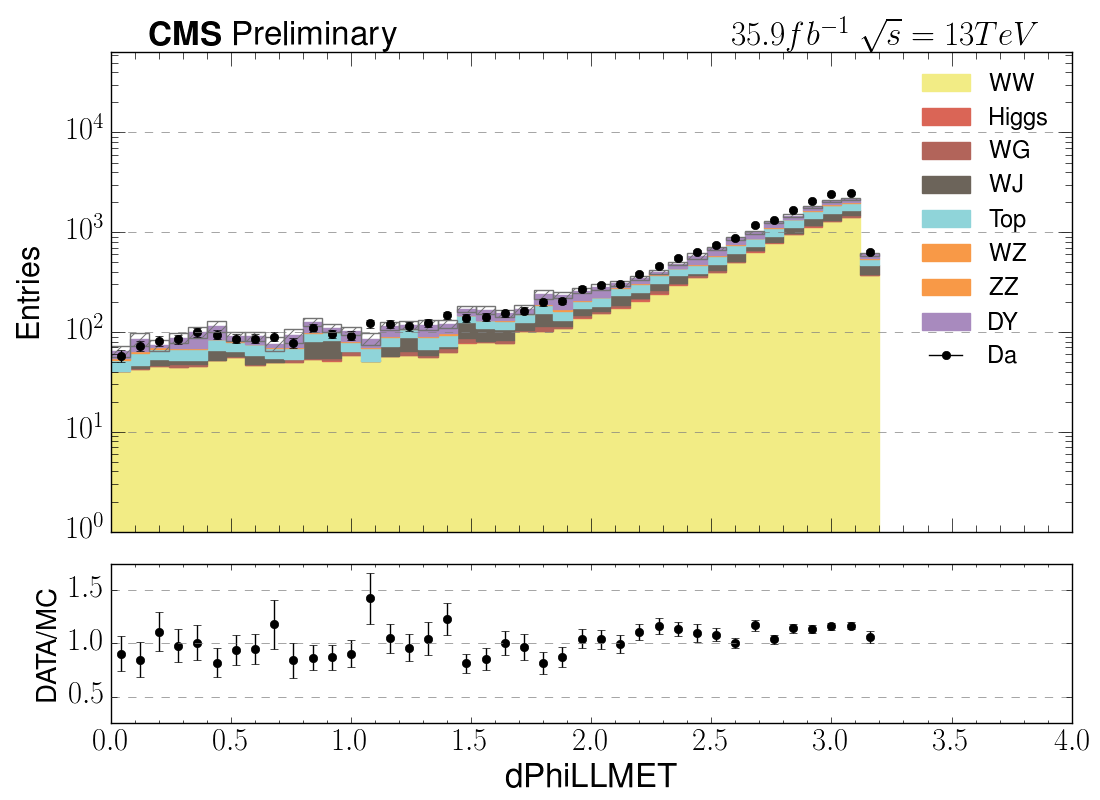 CMS Preliminary 35.9fb⁻¹ √s = 13TeV
WW
Higgs
WG
WJ
Top
WZ
ZZ
DY
Da
Entries
10⁴
10³
10²
10¹
10⁰
DATA/MC
1.5
1.0
0.5
0.0 0.5 1.0 1.5 2.0 2.5 3.0 3.5 4.0
dPhiLLMET